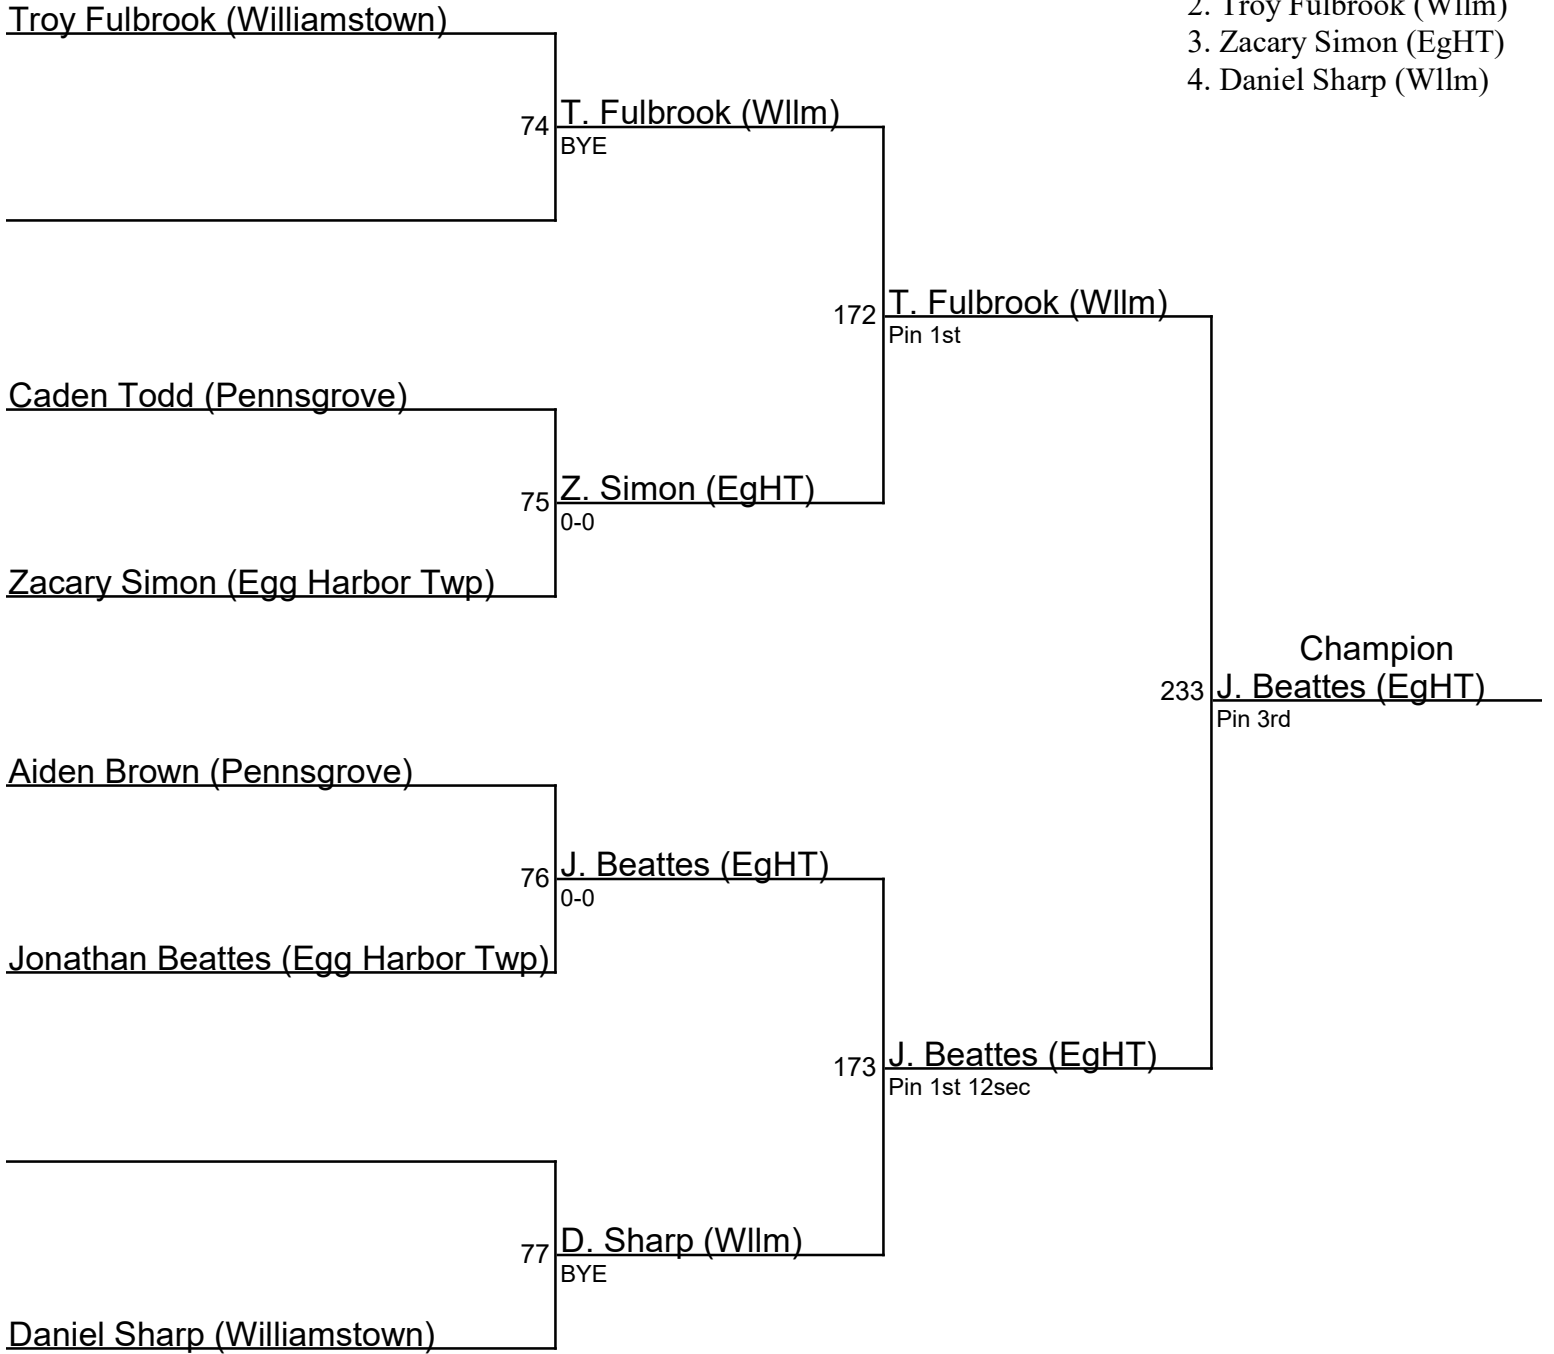 Troy Fulbrook (Williamstown)
2. Troy Fulbrook (Wllm)
3. Zacary Simon (EgHT)
4. Daniel Sharp (Wllm)
74 T. Fulbrook (Wllm)
BYE
172 T. Fulbrook (Wllm)
Pin 1st
Caden Todd (Pennsgrove)
75 Z. Simon (EgHT)
0-0
Zacary Simon (Egg Harbor Twp)
Champion
233 J. Beattes (EgHT)
Pin 3rd
Aiden Brown (Pennsgrove)
76 J. Beattes (EgHT)
0-0
Jonathan Beattes (Egg Harbor Twp)
173 J. Beattes (EgHT)
Pin 1st 12sec
77 D. Sharp (Wllm)
BYE
Daniel Sharp (Williamstown)